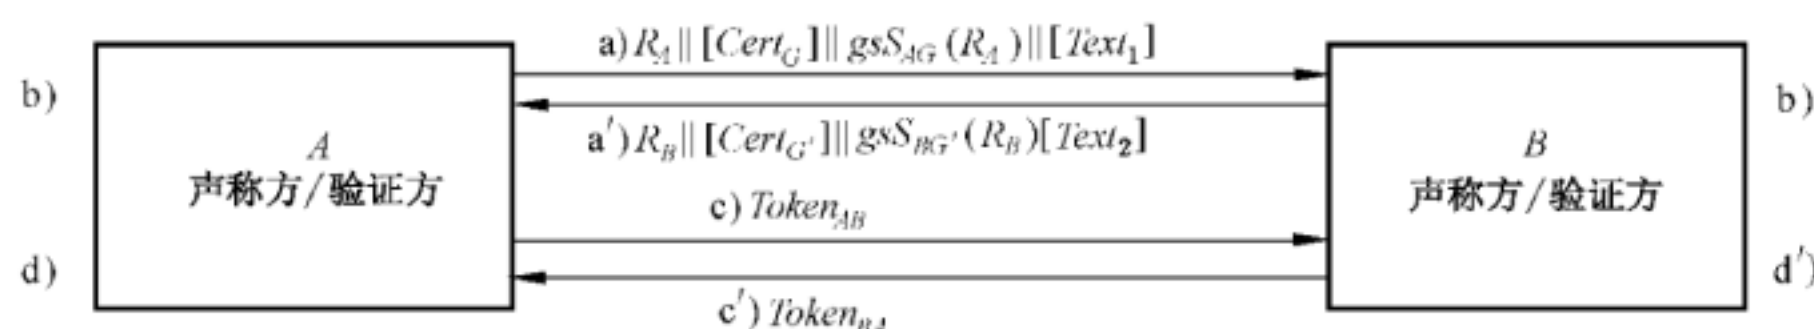 a) R_A || [Cert_G] || gsS_AG (R_A) || [Text_1]
b)
b)
a′) R_B || [Cert_G′] || gsS_BG′ (R_B)[Text_2]
A
声称方/验证方
B
声称方/验证方
c) Token_AB
d)
d′)
c′) Token_BA